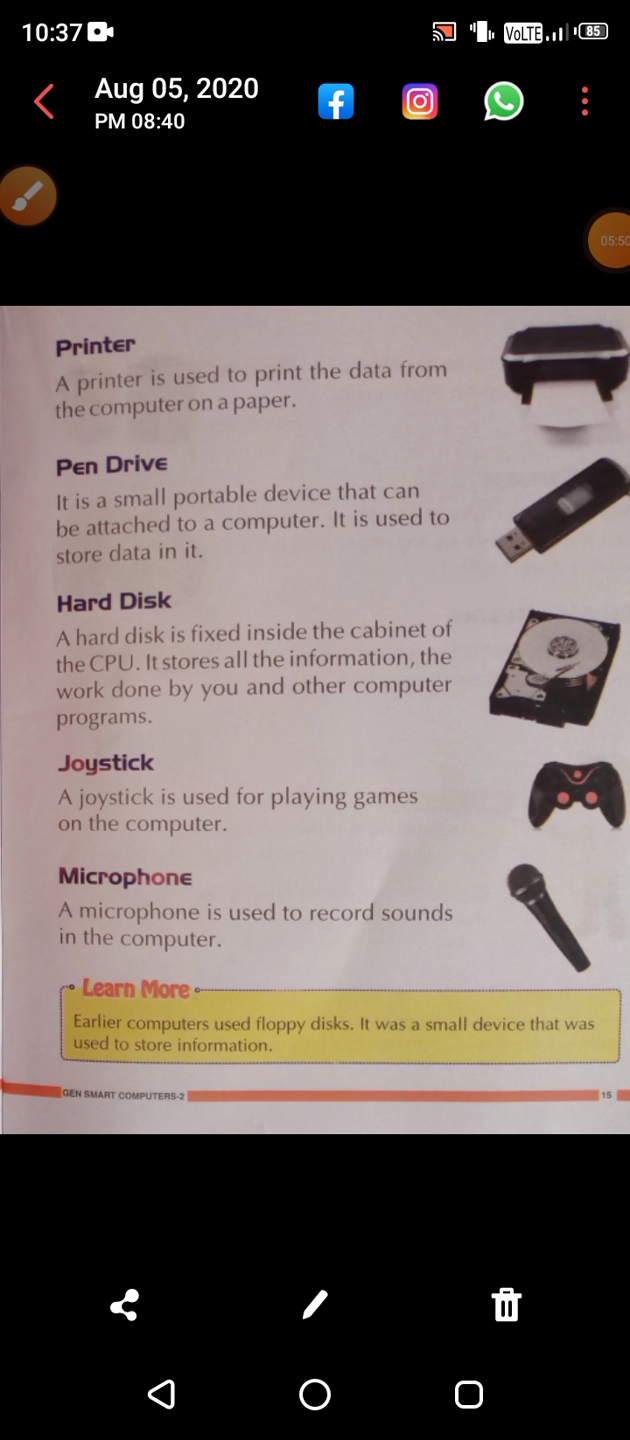 10:37
VoLTE
85
Aug 05, 2020
PM 08:40
05:50
Printer
A printer is used to print the data from
the computer on a paper.
Pen Drive
It is a small portable device that can
be attached to a computer. It is used to
store data in it.
Hard Disk
A hard disk is fixed inside the cabinet of
the CPU. It stores all the information, the
work done by you and other computer
programs.
Joystick
A joystick is used for playing games
on the computer.
Microphone
A microphone is used to record sounds
in the computer.
Learn More
Earlier computers used floppy disks. It was a small device that was
used to store information.
GEN SMART COMPUTERS-2
15